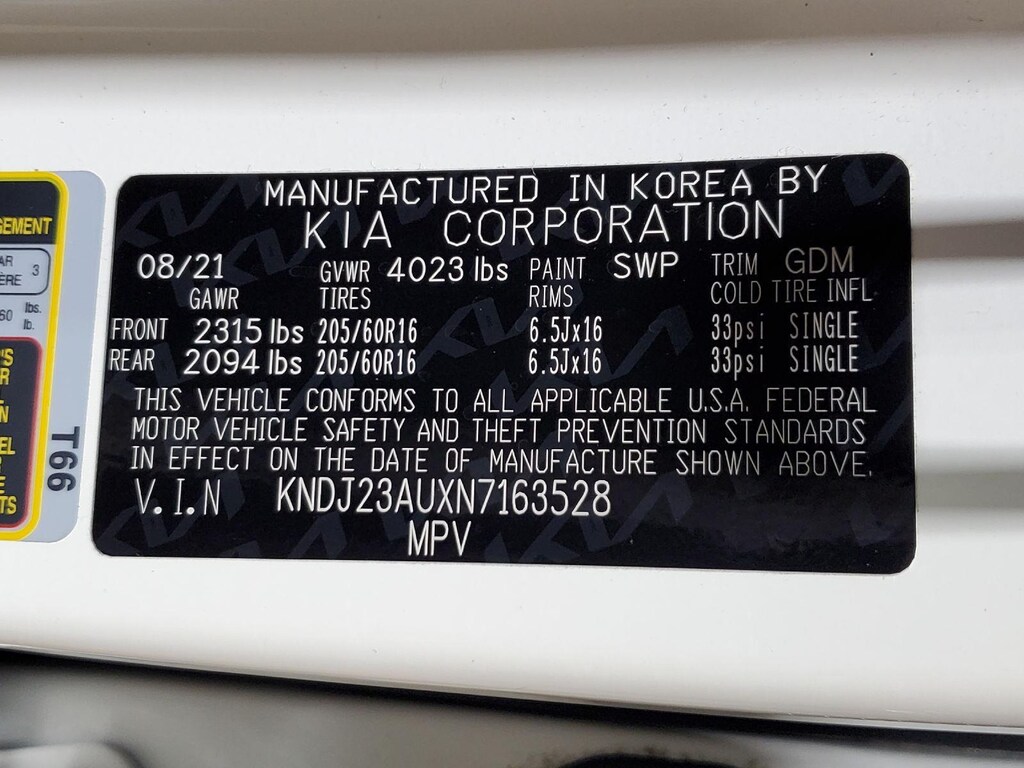 MANUFACTURED IN KOREA BY
KIA CORPORATION
08/21 GVWR 4023 lbs PAINT SWP TRIM GDM
GAWR TIRES RIMS COLD TIRE INFL
FRONT 2315 lbs 205/60R16 6.5Jx16 33psi SINGLE
REAR 2094 lbs 205/60R16 6.5Jx16 33psi SINGLE
THIS VEHICLE CONFORMS TO ALL APPLICABLE U.S.A. FEDERAL
MOTOR VEHICLE SAFETY AND THEFT PREVENTION STANDARDS
IN EFFECT ON THE DATE OF MANUFACTURE SHOWN ABOVE.
V.I.N KNDJ23AUXN7163528
MPV
3
lbs.
lb.
T66